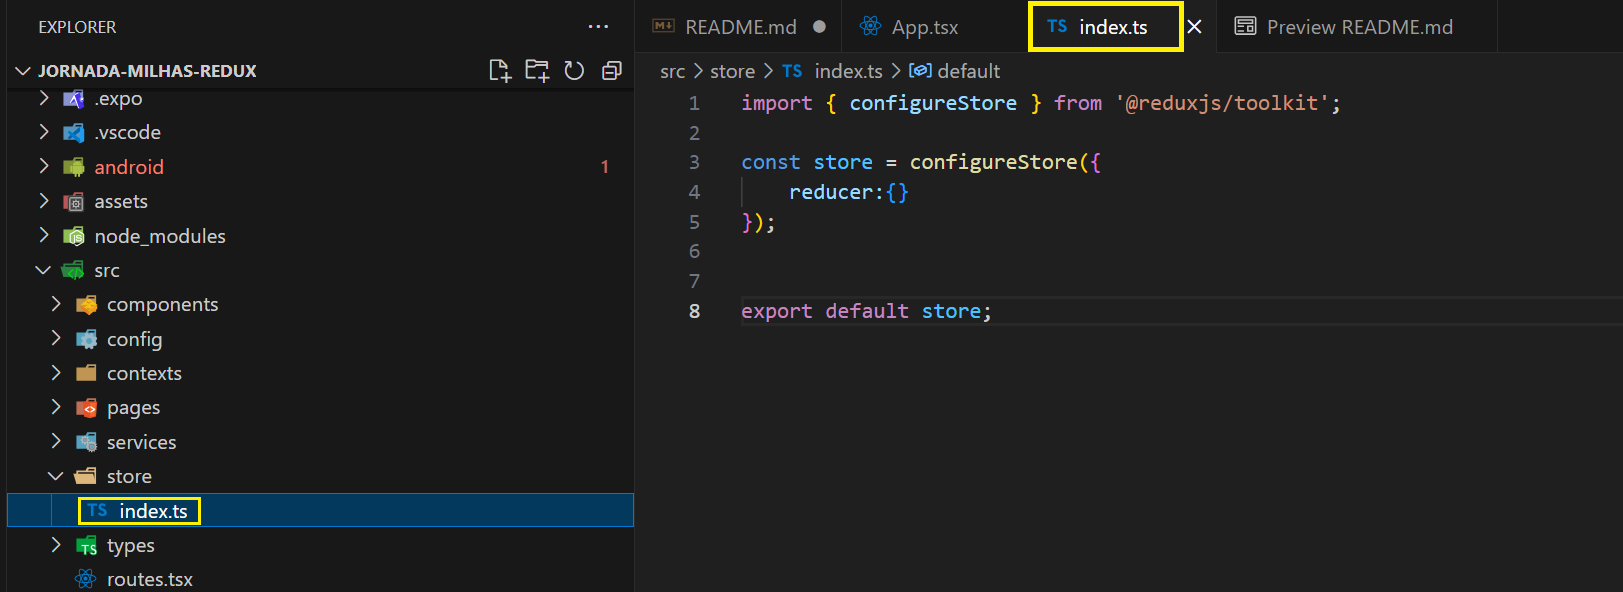 EXPLORER ...
JORNADA-MILHAS-REDUX
.expo
.vscode
android 1
assets
node_modules
src
components
config
contexts
pages
services
store
TS index.ts
types
routes.tsx
README.md App.tsx TS index.ts Preview README.md
src > store > TS index.ts > default
1 import { configureStore } from '@reduxjs/toolkit';
2
3 const store = configureStore({
4 reducer:{}
5 });
6
7
8 export default store;